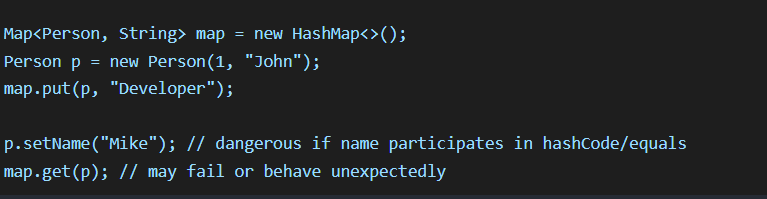 Map<Person, String> map = new HashMap<>();
Person p = new Person(1, "John");
map.put(p, "Developer");
p.setName("Mike"); // dangerous if name participates in hashCode/equals
map.get(p); // may fail or behave unexpectedly